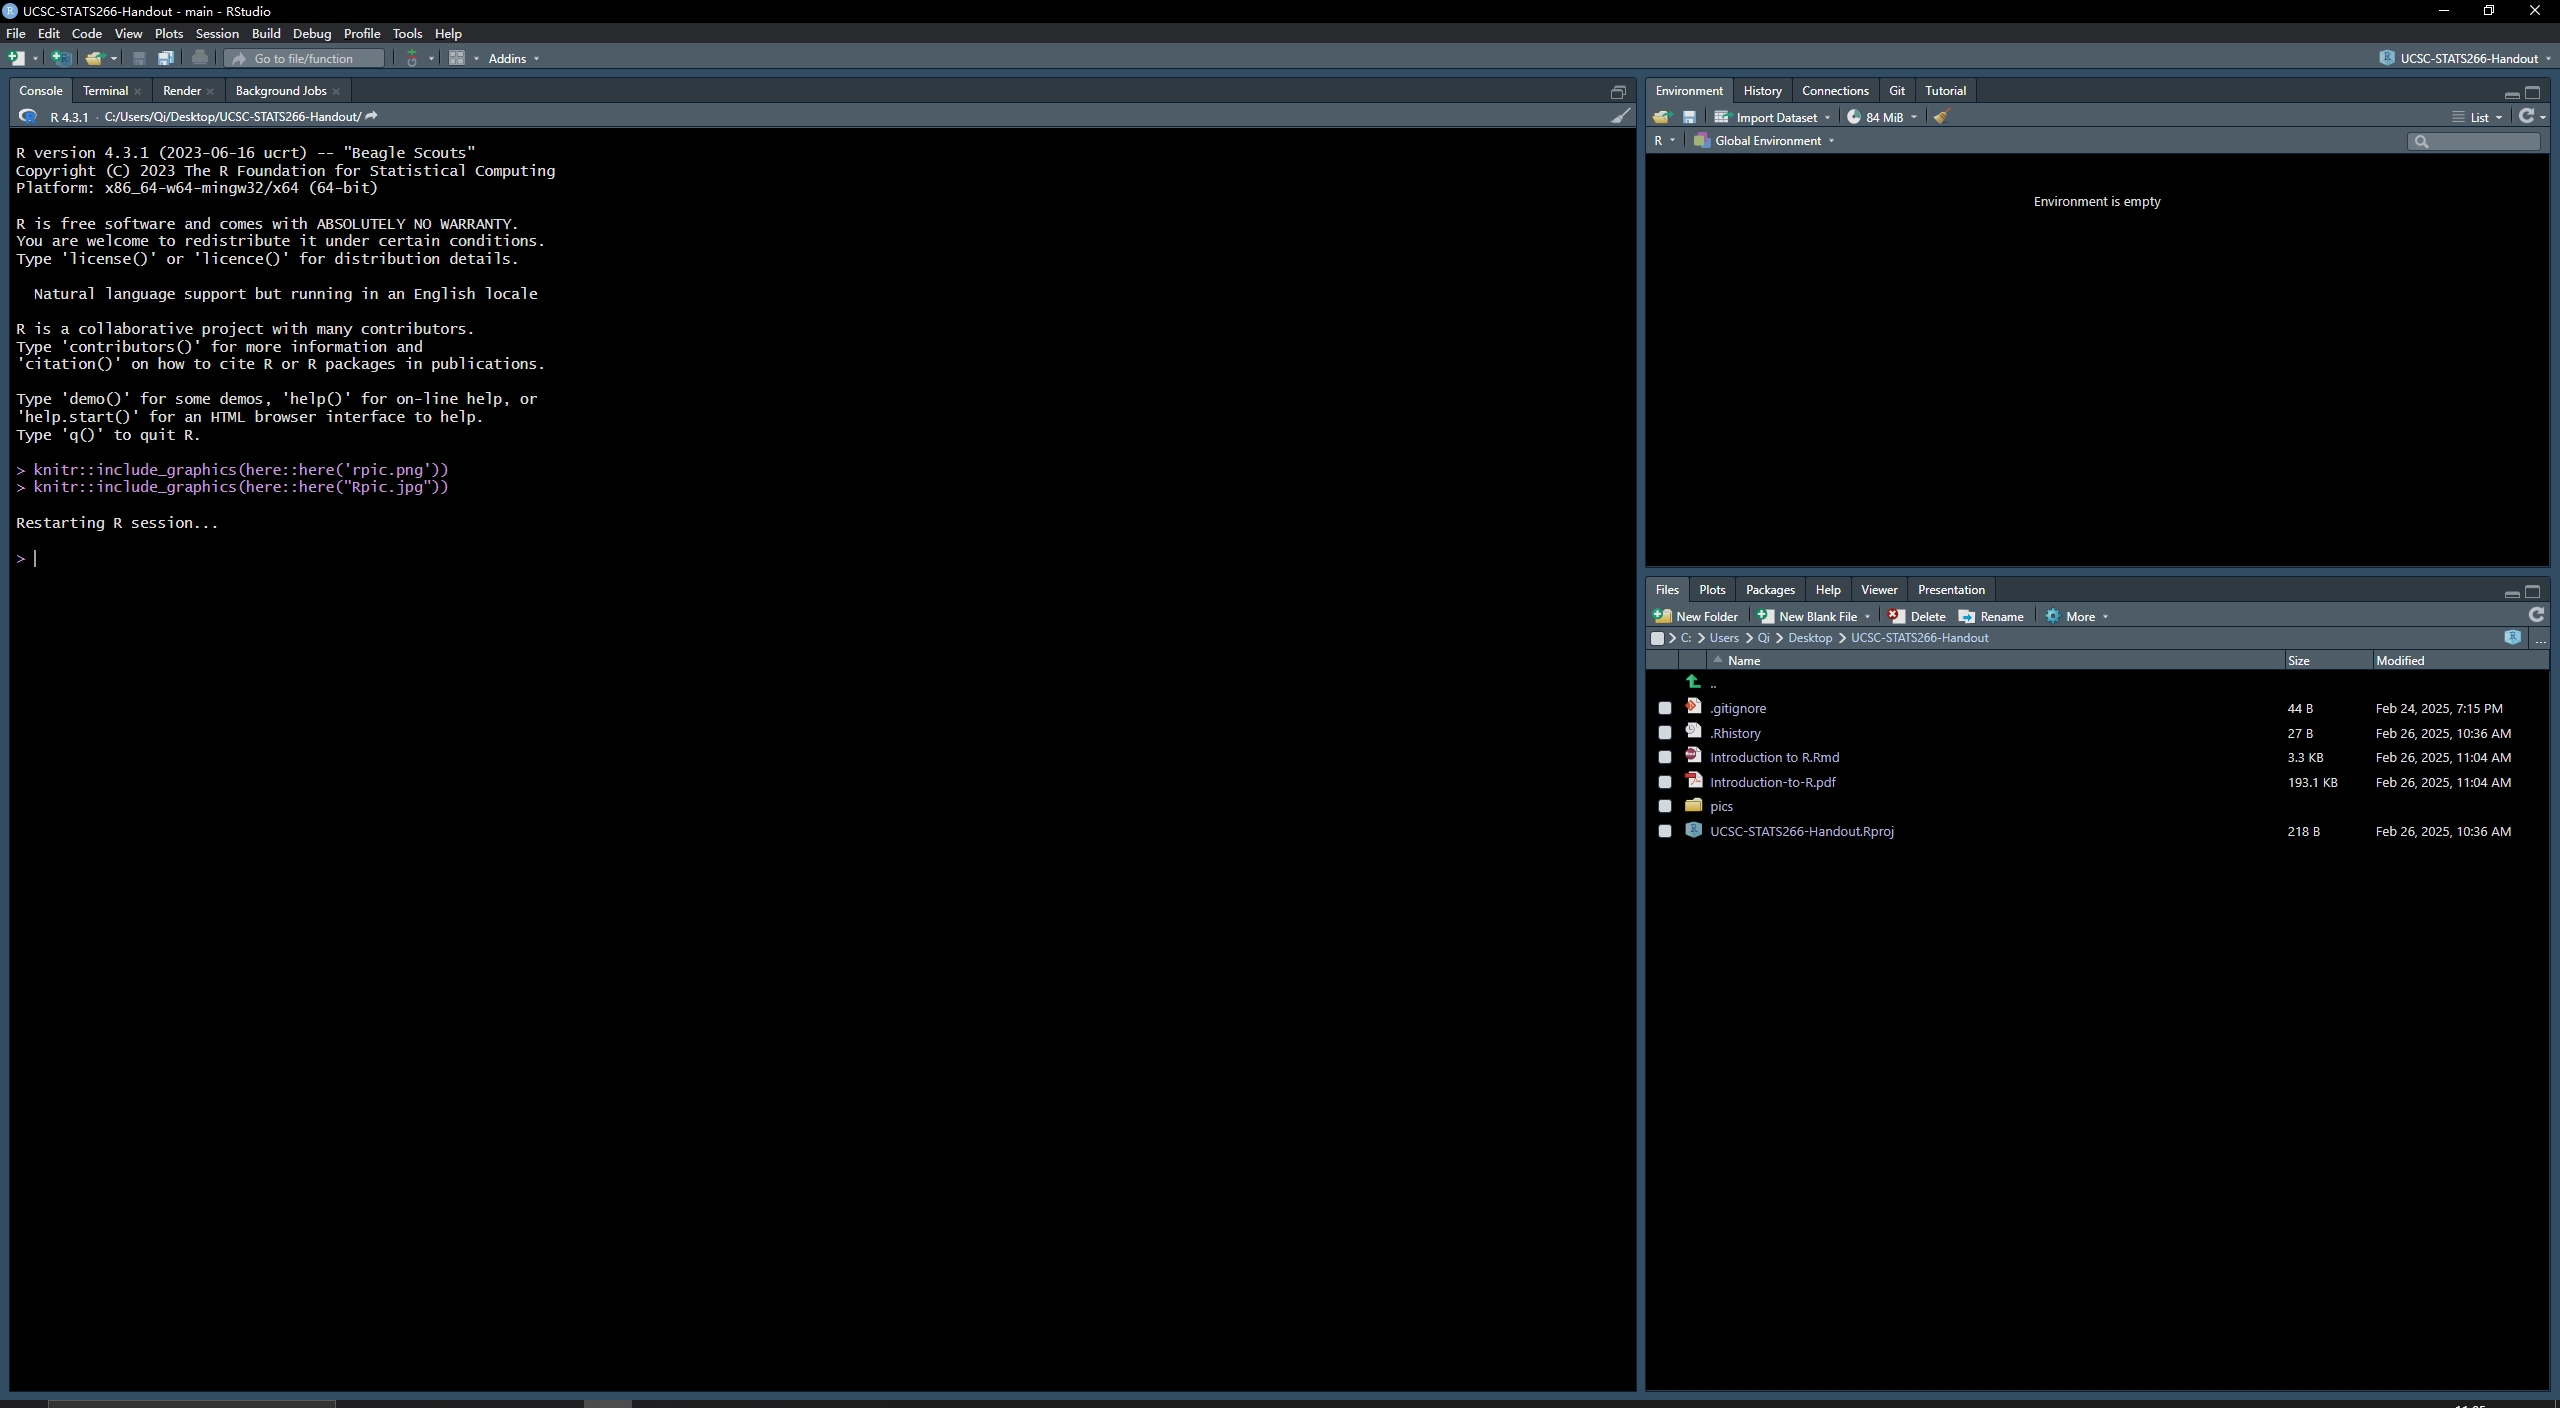 UCSC-STATS266-Handout - main - RStudio
File Edit Code View Plots Session Build Debug Profile Tools Help
Go to file/function Addins UCSC-STATS266-Handout
Console Terminal Render Background Jobs
R 4.3.1 · C:/Users/Qi/Desktop/UCSC-STATS266-Handout/
R version 4.3.1 (2023-06-16 ucrt) -- "Beagle Scouts"
Copyright (C) 2023 The R Foundation for Statistical Computing
Platform: x86_64-w64-mingw32/x64 (64-bit)
R is free software and comes with ABSOLUTELY NO WARRANTY.
You are welcome to redistribute it under certain conditions.
Type 'license()' or 'licence()' for distribution details.
Natural language support but running in an English locale
R is a collaborative project with many contributors.
Type 'contributors()' for more information and
'citation()' on how to cite R or R packages in publications.
Type 'demo()' for some demos, 'help()' for on-line help, or
'help.start()' for an HTML browser interface to help.
Type 'q()' to quit R.
> knitr::include_graphics(here::here('rpic.png'))
> knitr::include_graphics(here::here("Rpic.jpg"))
Restarting R session...
>
Environment History Connections Git Tutorial
Import Dataset 84 MiB List
R Global Environment
Environment is empty
Files Plots Packages Help Viewer Presentation
New Folder New Blank File Delete Rename More
C: > Users > Qi > Desktop > UCSC-STATS266-Handout ...
Name Size Modified
..
.gitignore 44 B Feb 24, 2025, 7:15 PM
.Rhistory 27 B Feb 26, 2025, 10:36 AM
Introduction to R.Rmd 3.3 KB Feb 26, 2025, 11:04 AM
Introduction-to-R.pdf 193.1 KB Feb 26, 2025, 11:04 AM
pics
UCSC-STATS266-Handout.Rproj 218 B Feb 26, 2025, 10:36 AM